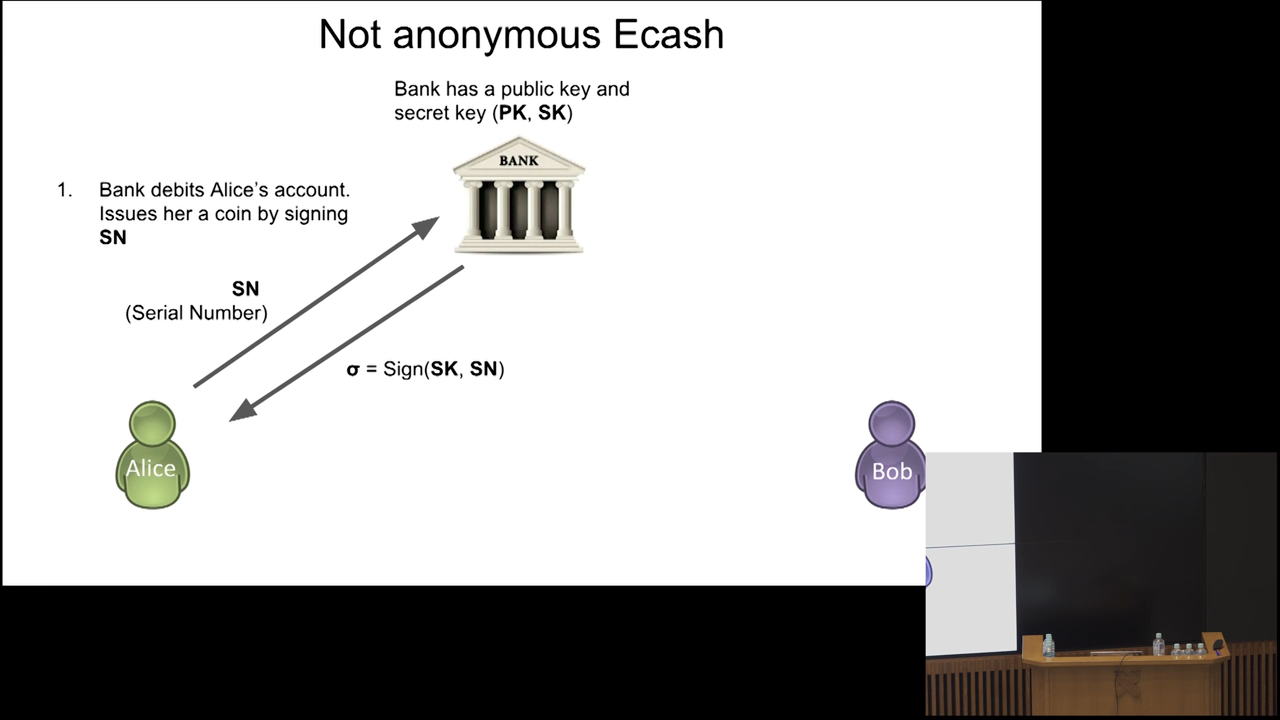 Not anonymous Ecash
Bank has a public key and
secret key (PK, SK)
BANK
1. Bank debits Alice’s account.
Issues her a coin by signing
SN
SN
(Serial Number)
σ = Sign(SK, SN)
Alice
Bob